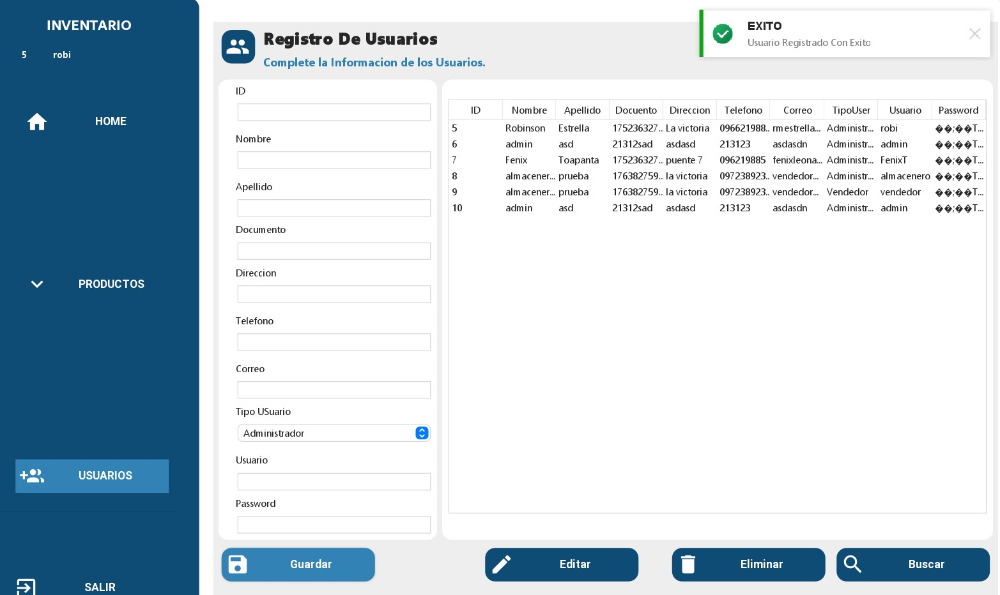 INVENTARIO
5 robi
HOME
PRODUCTOS
USUARIOS
SALIR
Registro De Usuarios
Complete la Informacion de los Usuarios.
EXITO
Usuario Registrado Con Exito
ID
Nombre
Apellido
Documento
Direccion
Telefono
Correo
Tipo USuario
Administrador
Usuario
Password
ID Nombre Apellido Docuento Direccion Telefono Correo TipoUser Usuario Password
5 Robinson Estrella 175236327... La victoria 096621988... rmestrella... Administr... robi ��;��T...
6 admin asd 21312sad asdasd 213123 asdasdn Administr... admin ��;��T...
7 Fenix Toapanta 175236327... puente 7 096219885 fenixleona... Administr... FenixT ��;��T...
8 almacener... prueba 176382759... la victoria 097238923... vendedor... Administr... almacenero ��;��T...
9 almacener... prueba 176382759... la victoria 097238923... vendedor... Vendedor vendedor ��;��T...
10 admin asd 21312sad asdasd 213123 asdasdn Administr... admin ��;��T...
Guardar
Editar
Eliminar
Buscar